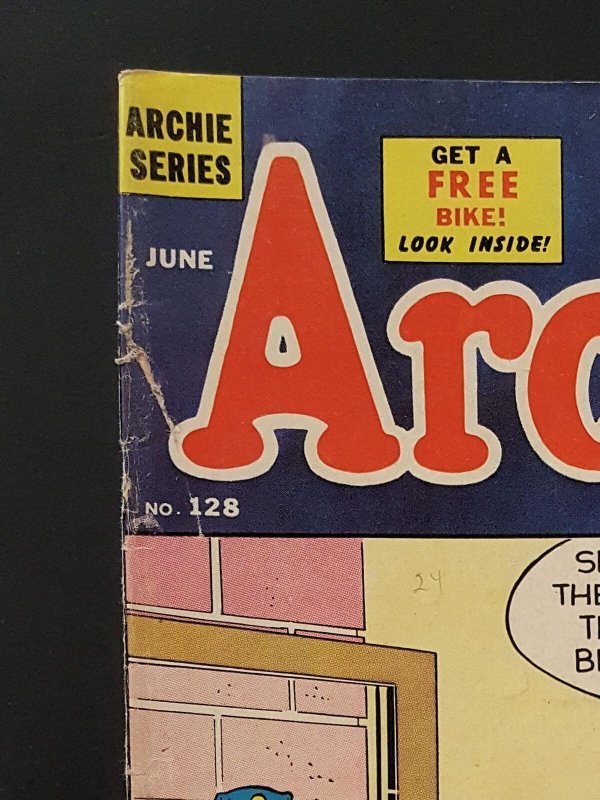 ARCHIE
SERIES
JUNE
GET A
FREE
BIKE!
LOOK INSIDE!
Arc
NO. 128
24